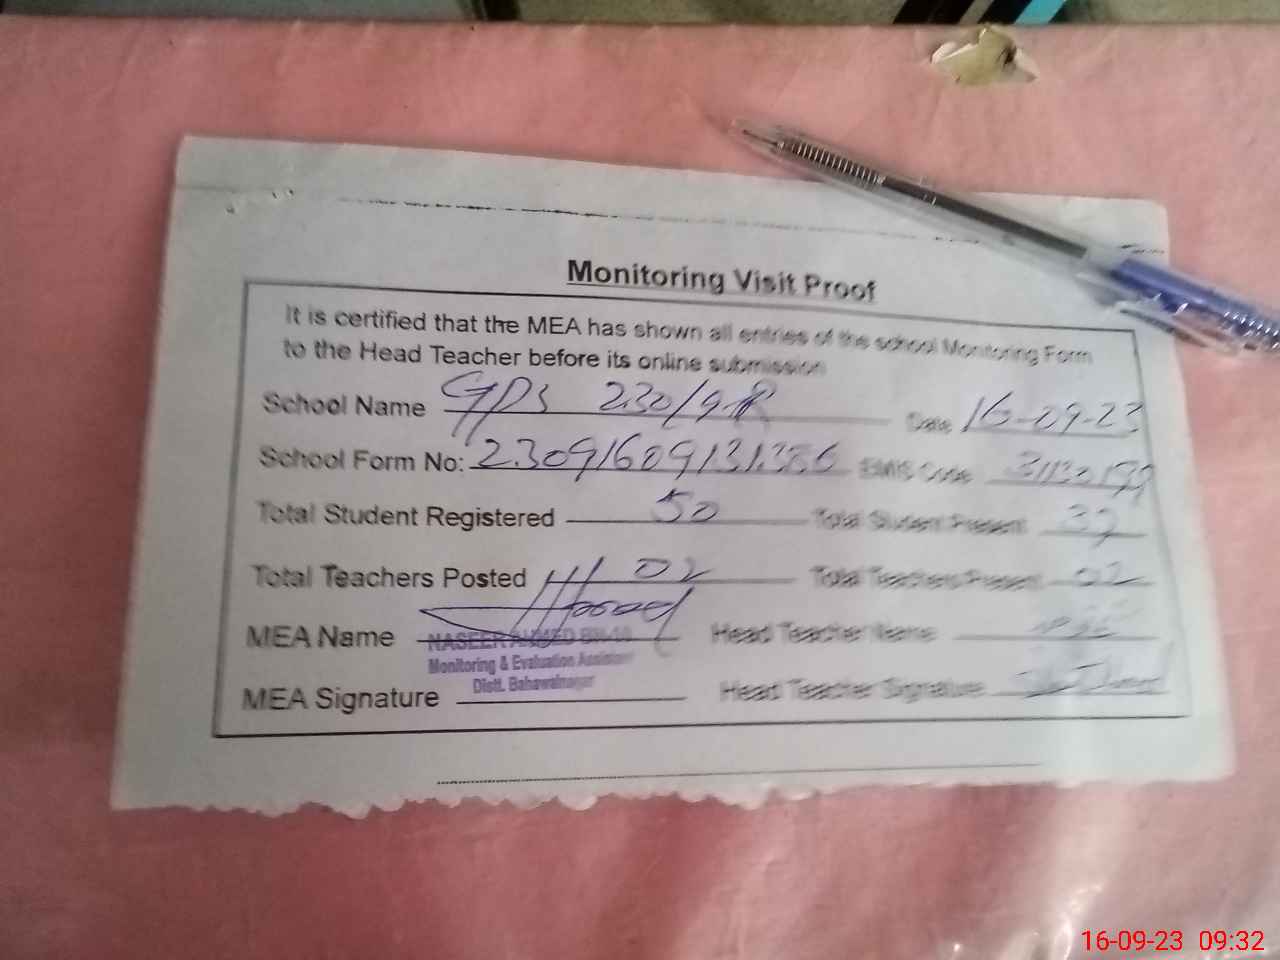 Monitoring Visit Proof
It is certified that the MEA has shown all entries of the school Monitoring Form
to the Head Teacher before its online submission
School Name GPS 230/9-R Date 16-09-23
School Form No: EMIS Code
Total Student Registered 50 Total Student Present
Total Teachers Posted 02 Total Teachers Present 02
MEA Name NASEER AHMED Head Teacher Name
Monitoring & Evaluation Assistant
Distt. Bahawalnagar
MEA Signature Head Teacher Signature
16-09-23 09:32